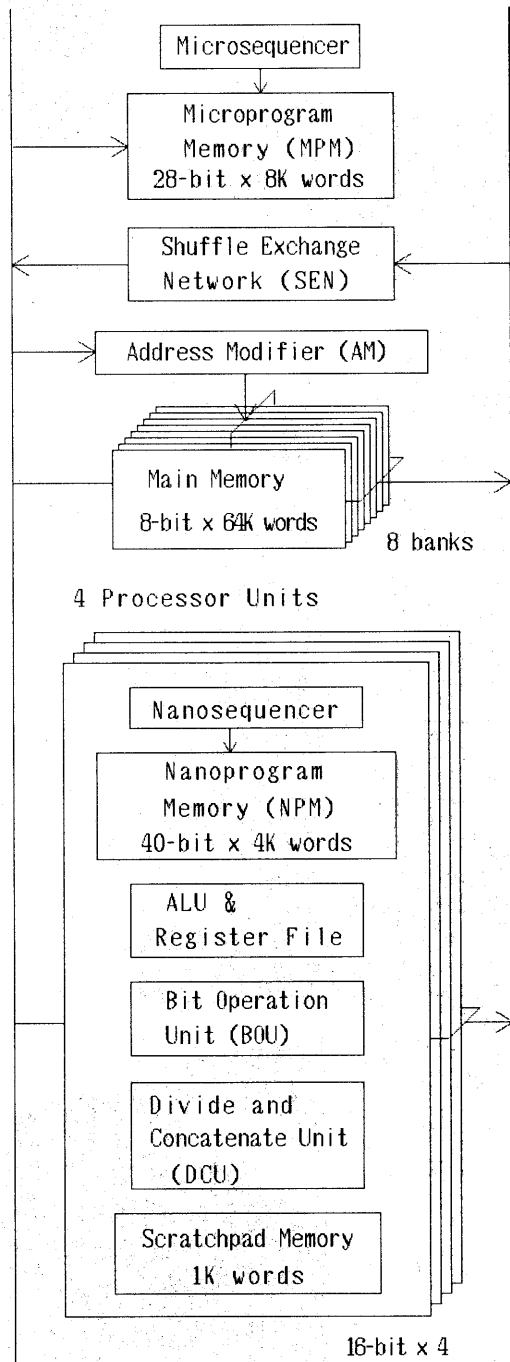 Microsequencer
Microprogram
Memory (MPM)
28-bit x 8K words
Shuffle Exchange
Network (SEN)
Address Modifier (AM)
Main Memory
8-bit x 64K words
8 banks
4 Processor Units
Nanosequencer
Nanoprogram
Memory (NPM)
40-bit x 4K words
ALU &
Register File
Bit Operation
Unit (BOU)
Divide and
Concatenate Unit
(DCU)
Scratchpad Memory
1K words
16-bit x 4